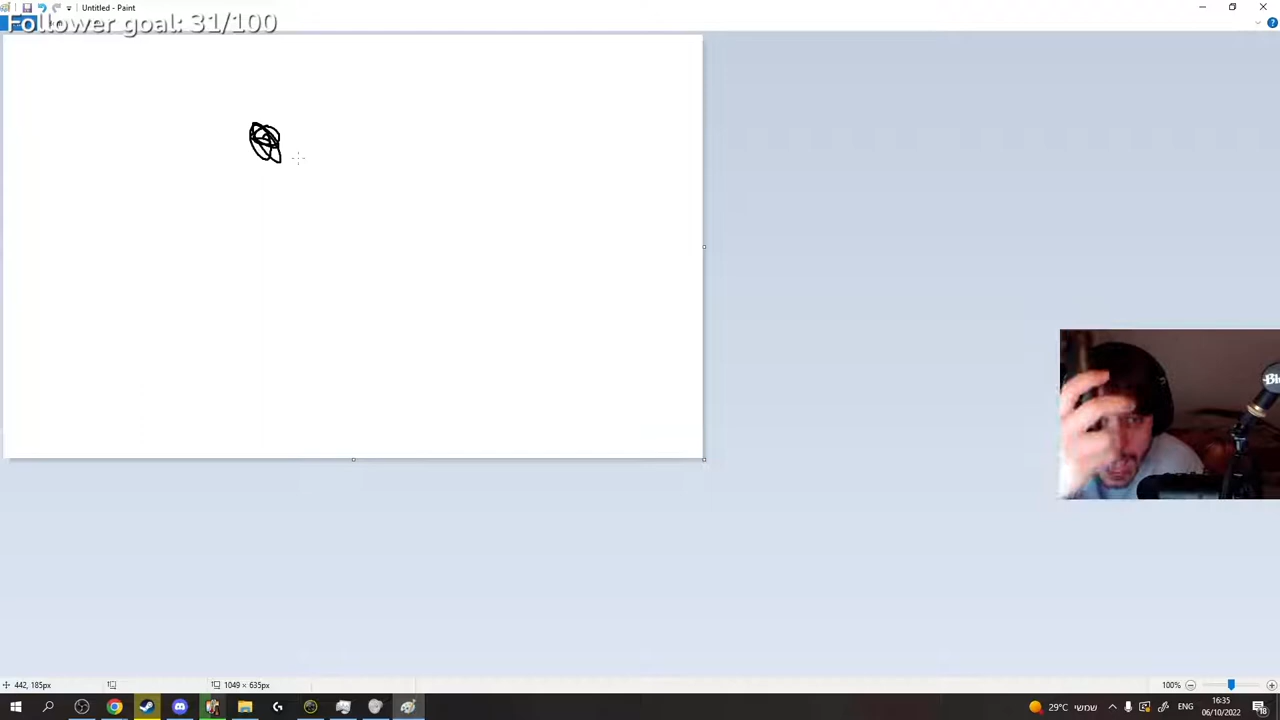 Untitled - Paint
Follower goal: 31/100
442, 185px
1049 × 635px
100%
29°C שמשי
ENG
16:35
06/10/2022
18